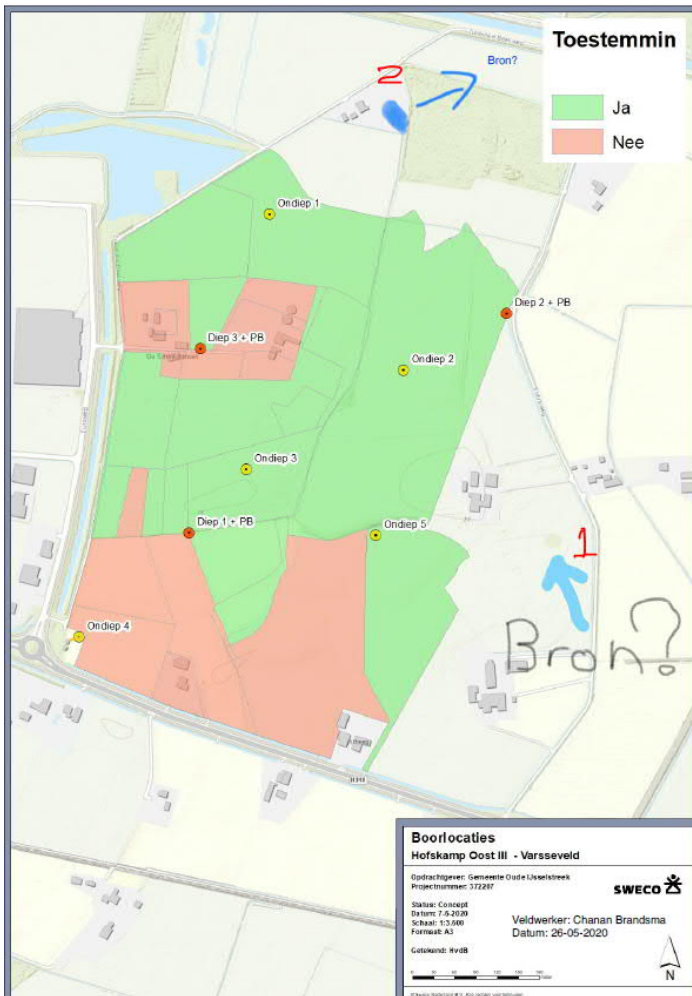 Toestemmin
Ja
Nee
2
Bron?
Ondiep 1
Diep 2 + PB
Diep 3 + PB
Ondiep 2
Ondiep 3
Diep 1 + PB
Ondiep 5
1
Bron?
Ondiep 4
N318
Boorlocaties
Hofskamp Oost III - Varsseveld
Opdrachtgever: Gemeente Oude IJsselstreek
Projectnummer: 372207
SWECO
Status: Concept
Datum: 7-5-2020
Schaal: 1:3.500
Formaat: A3
Veldwerker: Chanan Brandsma
Datum: 26-05-2020
Getekend: HvdB
N